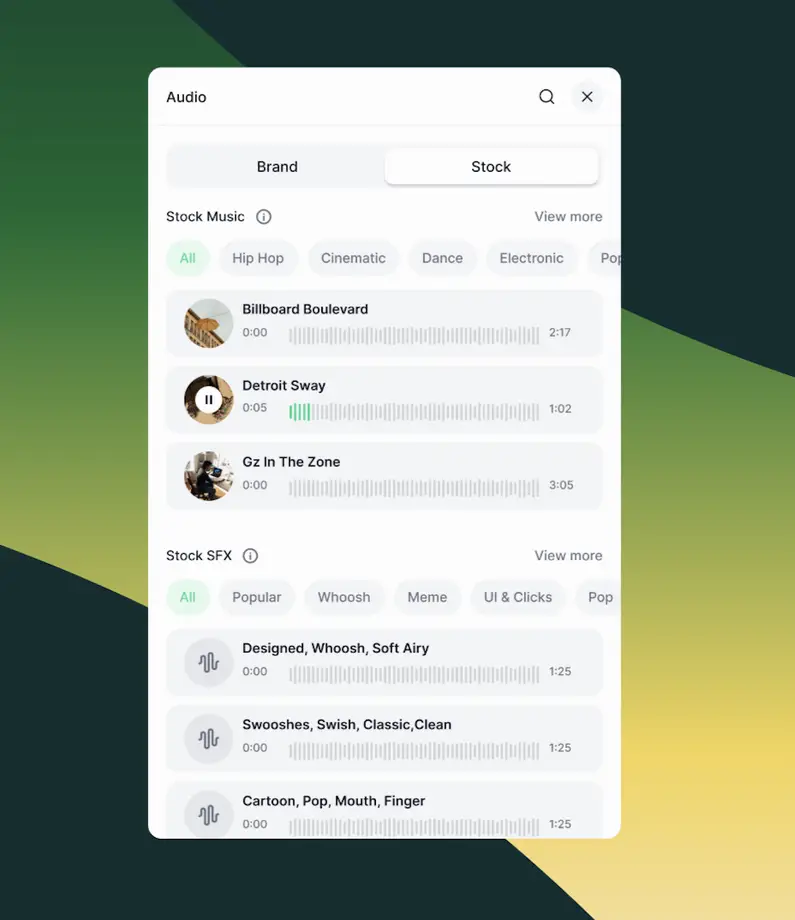 Audio
Brand Stock
Stock Music View more
All Hip Hop Cinematic Dance Electronic Pop
Billboard Boulevard
0:00 2:17
Detroit Sway
0:05 1:02
Gz In The Zone
0:00 3:05
Stock SFX View more
All Popular Whoosh Meme UI & Clicks Pop
Designed, Whoosh, Soft Airy
0:00 1:25
Swooshes, Swish, Classic,Clean
0:00 1:25
Cartoon, Pop, Mouth, Finger
0:00 1:25